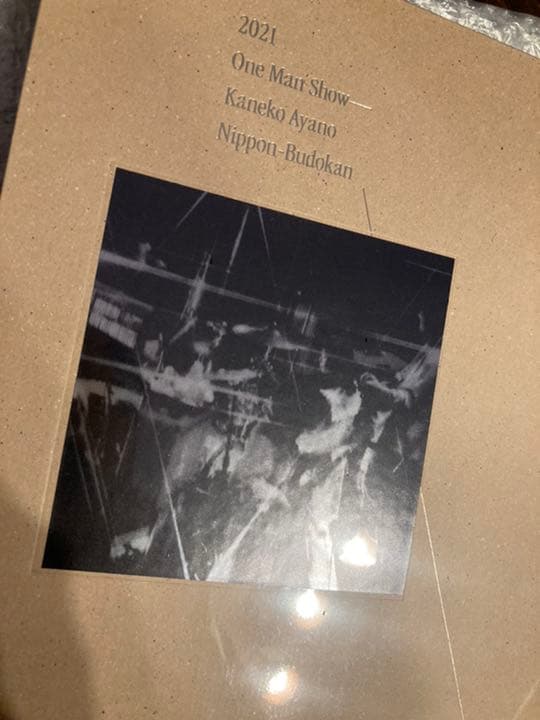 2021
One Man Show
Kaneko Ayano
Nippon-Budokan